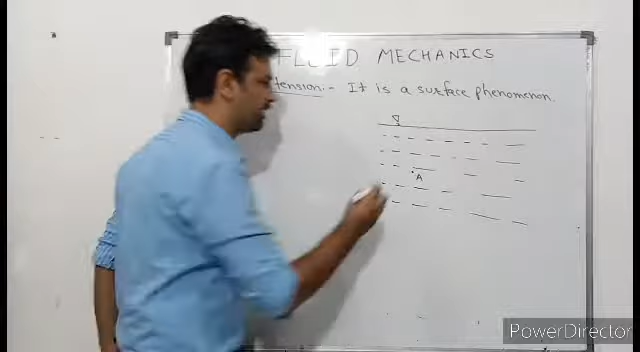 FLUID MECHANICS
tension:- It is a surface phenomenon.
A
PowerDirector